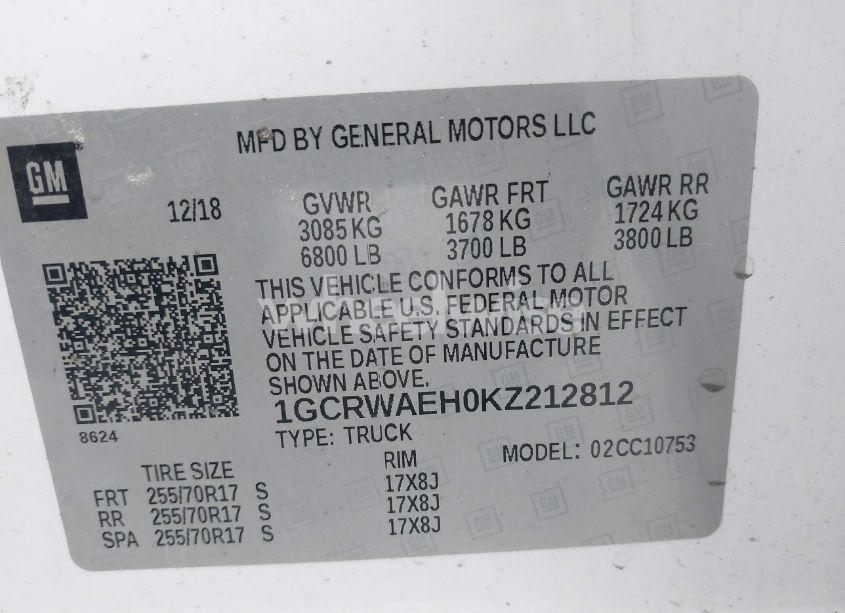 MFD BY GENERAL MOTORS LLC
GM
12/18
GVWR GAWR FRT GAWR RR
3085 KG 1678 KG 1724 KG
6800 LB 3700 LB 3800 LB
THIS VEHICLE CONFORMS TO ALL
APPLICABLE U.S. FEDERAL MOTOR
VEHICLE SAFETY STANDARDS IN EFFECT
ON THE DATE OF MANUFACTURE
SHOWN ABOVE.
1GCRWAEH0KZ212812
8624
TYPE: TRUCK
MODEL: 02CC10753
TIRE SIZE RIM
FRT 255/70R17 S 17X8J
RR 255/70R17 S 17X8J
SPA 255/70R17 S 17X8J